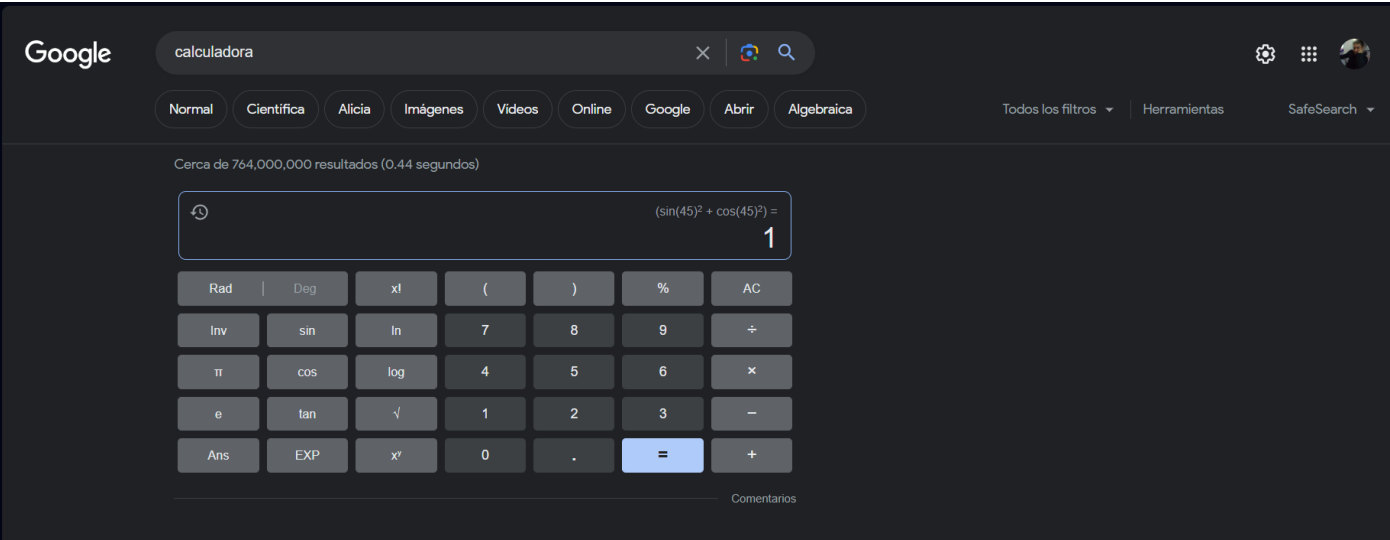 Google calculadora
Normal Científica Alicia Imágenes Vídeos Online Google Abrir Algebraica Todos los filtros Herramientas SafeSearch
Cerca de 764,000,000 resultados (0.44 segundos)
(sin(45)² + cos(45)²) =
1
Rad | Deg x! ( ) % AC
Inv sin ln 7 8 9 ÷
π cos log 4 5 6 ×
e tan √ 1 2 3 −
Ans EXP xʸ 0 . = +
Comentarios